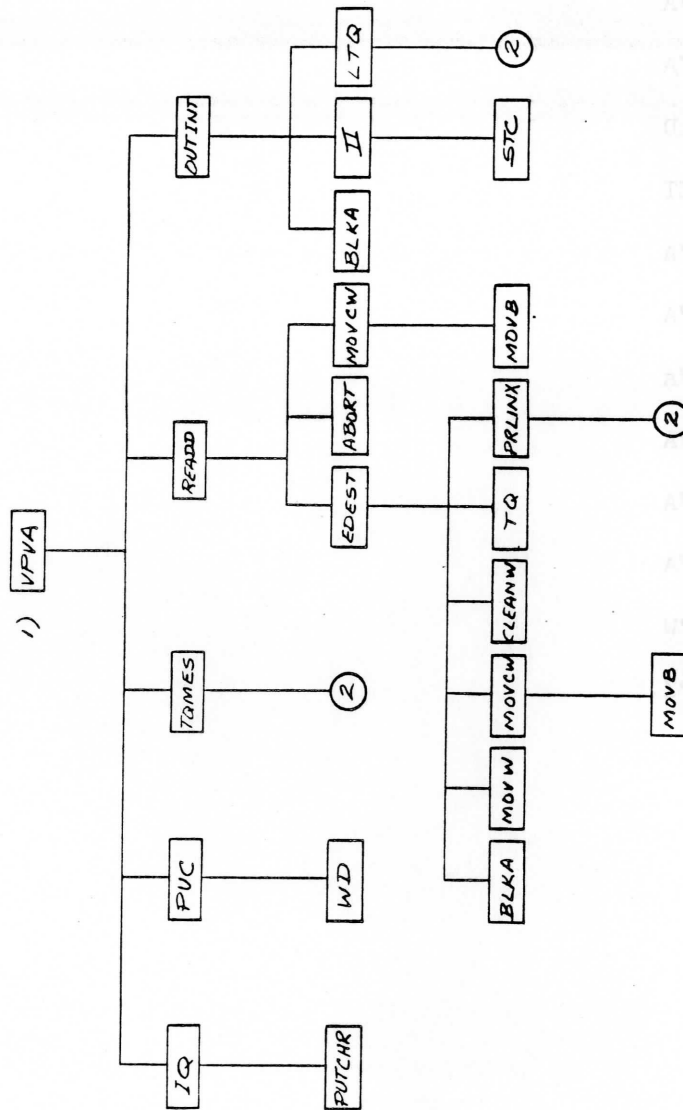 1)
VPVA
IQ
PUC
TQMES
READD
OUTINT
PUTCHR
WD
2
EDEST
ABORT
MOVCW
BLKA
II
LTQ
BLKA
MOVW
MOVCW
CLEANW
TQ
PRLINX
MOVB
STC
2
MOVB
2